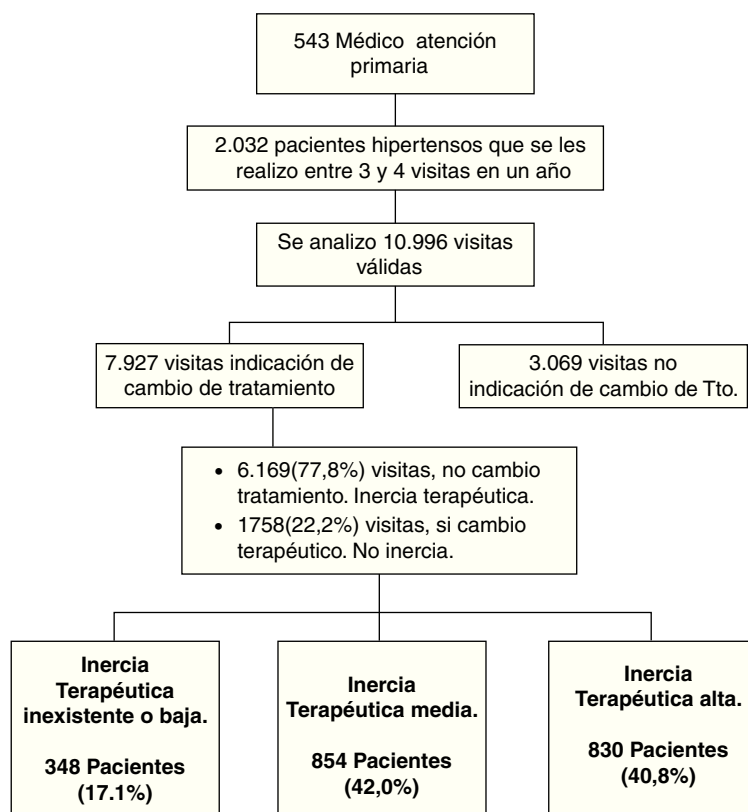 543 Médico atención
primaria
2.032 pacientes hipertensos que se les
realizo entre 3 y 4 visitas en un año
Se analizo 10.996 visitas
válidas
7.927 visitas indicación de
cambio de tratamiento
3.069 visitas no
indicación de cambio de Tto.
• 6.169(77,8%) visitas, no cambio
tratamiento. Inercia terapéutica.
• 1758(22,2%) visitas, si cambio
terapéutico. No inercia.
Inercia
Terapéutica
inexistente o baja.
348 Pacientes
(17.1%)
Inercia
Terapéutica media.
854 Pacientes
(42,0%)
Inercia
Terapéutica alta.
830 Pacientes
(40,8%)